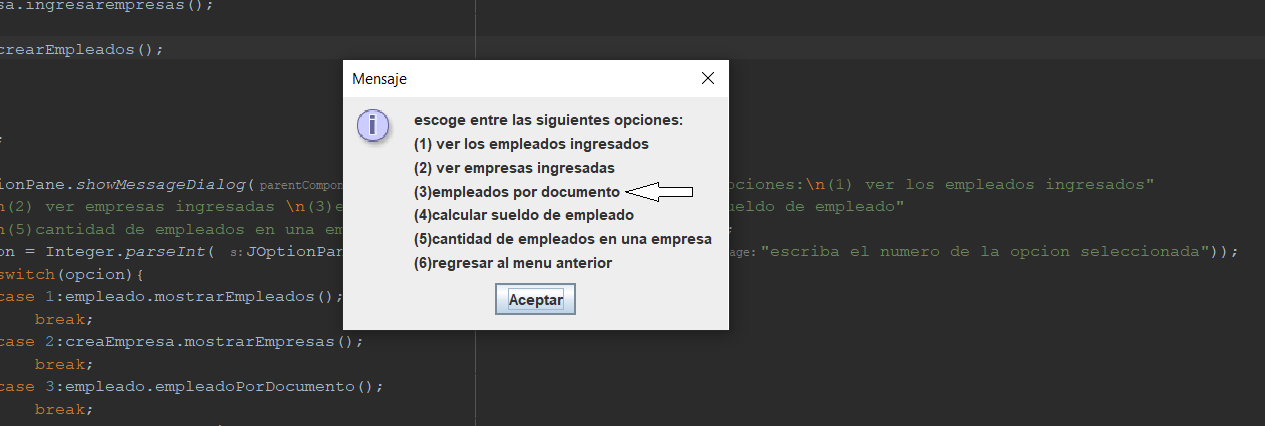 sa.ingresarempresas();
crearEmpleados();
Mensaje
escoge entre las siguientes opciones:
(1) ver los empleados ingresados
(2) ver empresas ingresadas
(3)empleados por documento
(4)calcular sueldo de empleado
(5)cantidad de empleados en una empresa
(6)regresar al menu anterior
Aceptar
;
ionPane.showMessageDialog( parentCompon pciones:\n(1) ver los empleados ingresados"
n(2) ver empresas ingresadas \n(3)e ueldo de empleado"
n(5)cantidad de empleados en una em ;
on = Integer.parseInt( s: JOptionPan age: "escriba el numero de la opcion seleccionada"));
switch(opcion){
case 1:empleado.mostrarEmpleados();
break;
case 2:creaEmpresa.mostrarEmpresas();
break;
case 3:empleado.empleadoPorDocumento();
break;